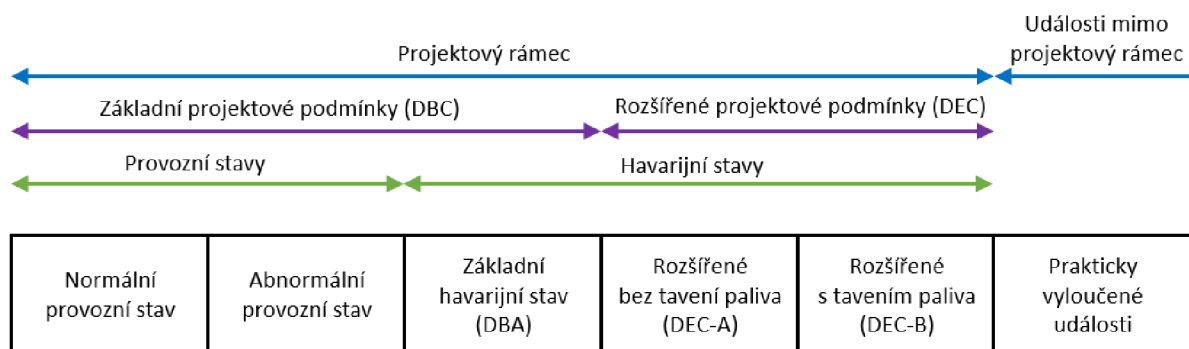 Události mimo
projektový rámec
Projektový rámec
Základní projektové podmínky (DBC)
Rozšířené projektové podmínky (DEC)
Provozní stavy
Havarijní stavy
Normální
provozní stav
Abnormální
provozní stav
Základní
havarijní stav
(DBA)
Rozšířené
bez tavení paliva
(DEC-A)
Rozšířené
s tavením paliva
(DEC-B)
Prakticky
vyloučené
události